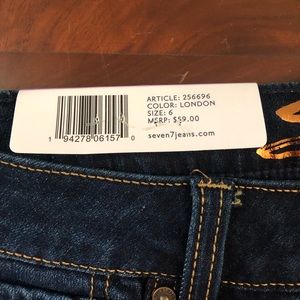 ARTICLE: 256696
COLOR: LONDON
SIZE: 6
MSRP: $59.00
seven7jeans.com
1 94278 06157 0